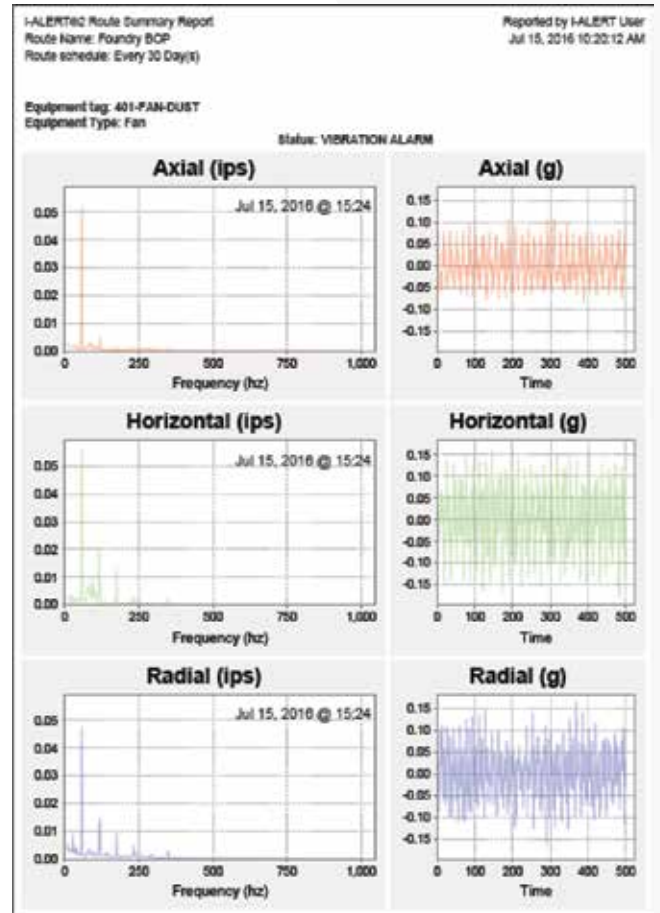 i-ALERT®2 Route Summary Report
Route Name: Foundry BOP
Route schedule: Every 30 Day(s)
Reported by i-ALERT User
Jul 15, 2016 10:20:12 AM
Equipment tag: 401-FAN-DUST
Equipment Type: Fan
Status: VIBRATION ALARM
Axial (ips)
Jul 15, 2016 @ 15:24
0.05
0.04
0.03
0.02
0.01
0.00
0 250 500 750 1,000
Frequency (hz)
Axial (g)
0.15
0.10
0.05
0.00
-0.05
-0.15
0 100 200 300 400 500
Time
Horizontal (ips)
Jul 15, 2016 @ 15:24
0.05
0.04
0.03
0.02
0.01
0.00
0 250 500 750 1,000
Frequency (hz)
Horizontal (g)
0.15
0.10
0.05
0.00
-0.05
-0.15
0 100 200 300 400 500
Time
Radial (ips)
Jul 15, 2016 @ 15:24
0.05
0.04
0.03
0.02
0.01
0.00
0 250 500 750 1,000
Frequency (hz)
Radial (g)
0.15
0.10
0.05
0.00
-0.05
-0.15
0 100 200 300 400 500
Time